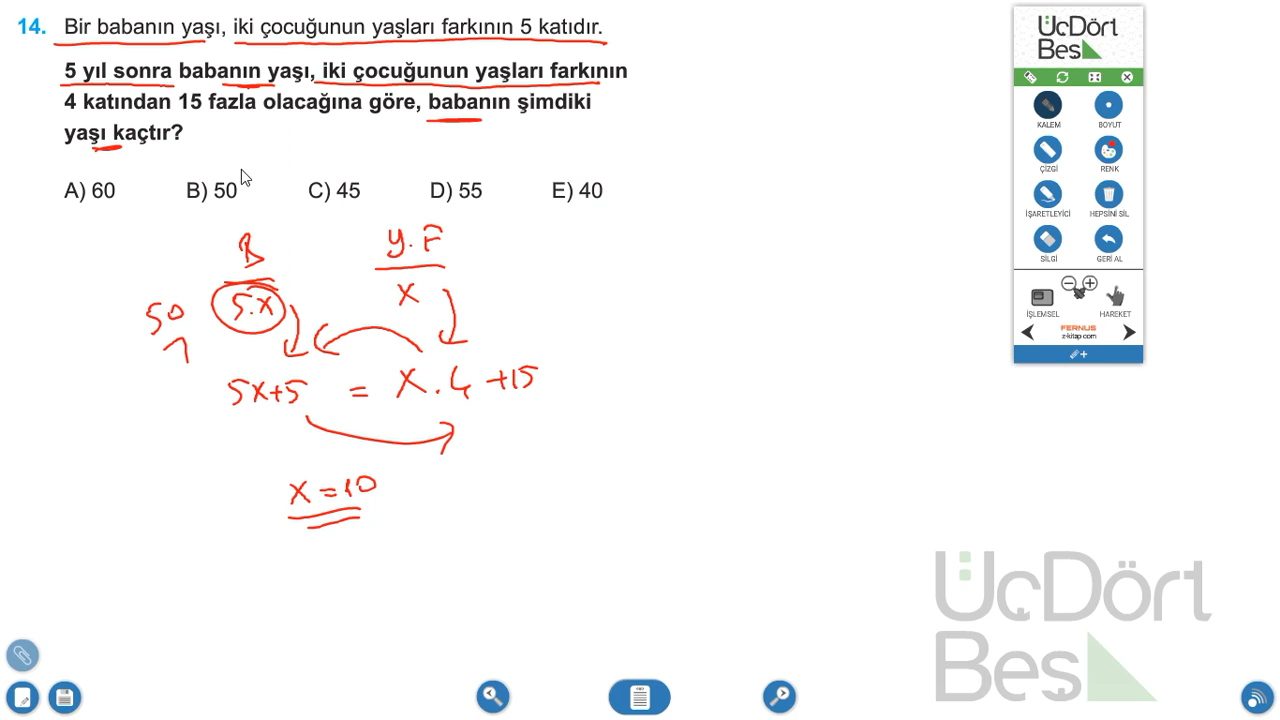 14. Bir babanın yaşı, iki çocuğunun yaşları farkının 5 katıdır.
5 yıl sonra babanın yaşı, iki çocuğunun yaşları farkının
4 katından 15 fazla olacağına göre, babanın şimdiki
yaşı kaçtır?
A) 60 B) 50 C) 45 D) 55 E) 40
B y.F
50 5.x x
5x+5 = x.4 +15
x=10
ÜçDört
Beş
KALEM BOYUT
ÇİZGİ RENK
İŞARETLEYİCİ HEPSİNİ SİL
SİLGİ GERİ AL
İŞLEMSEL HAREKET
FERNUS
z-kitap.com
ÜçDört
Beş